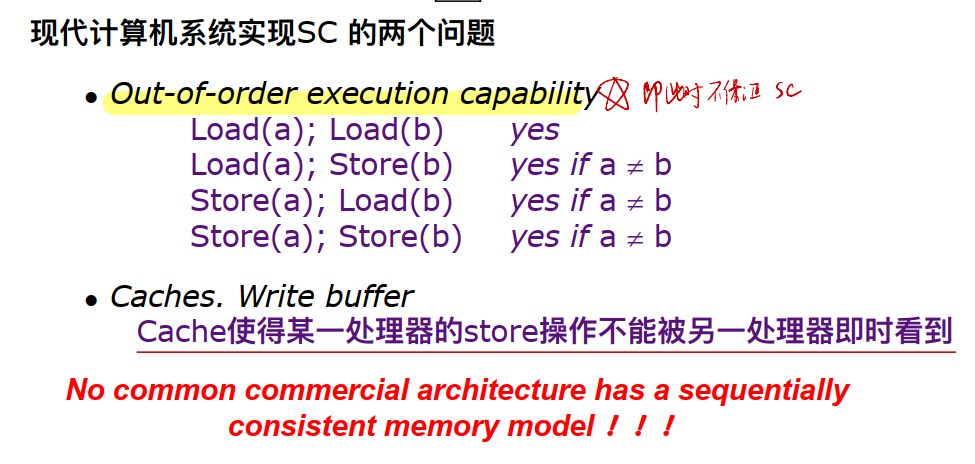 现代计算机系统实现SC 的两个问题
• Out-of-order execution capability 即此时不保证 SC
Load(a); Load(b) yes
Load(a); Store(b) yes if a ≠ b
Store(a); Load(b) yes if a ≠ b
Store(a); Store(b) yes if a ≠ b
• Caches. Write buffer
Cache使得某一处理器的store操作不能被另一处理器即时看到
No common commercial architecture has a sequentially
consistent memory model！！！